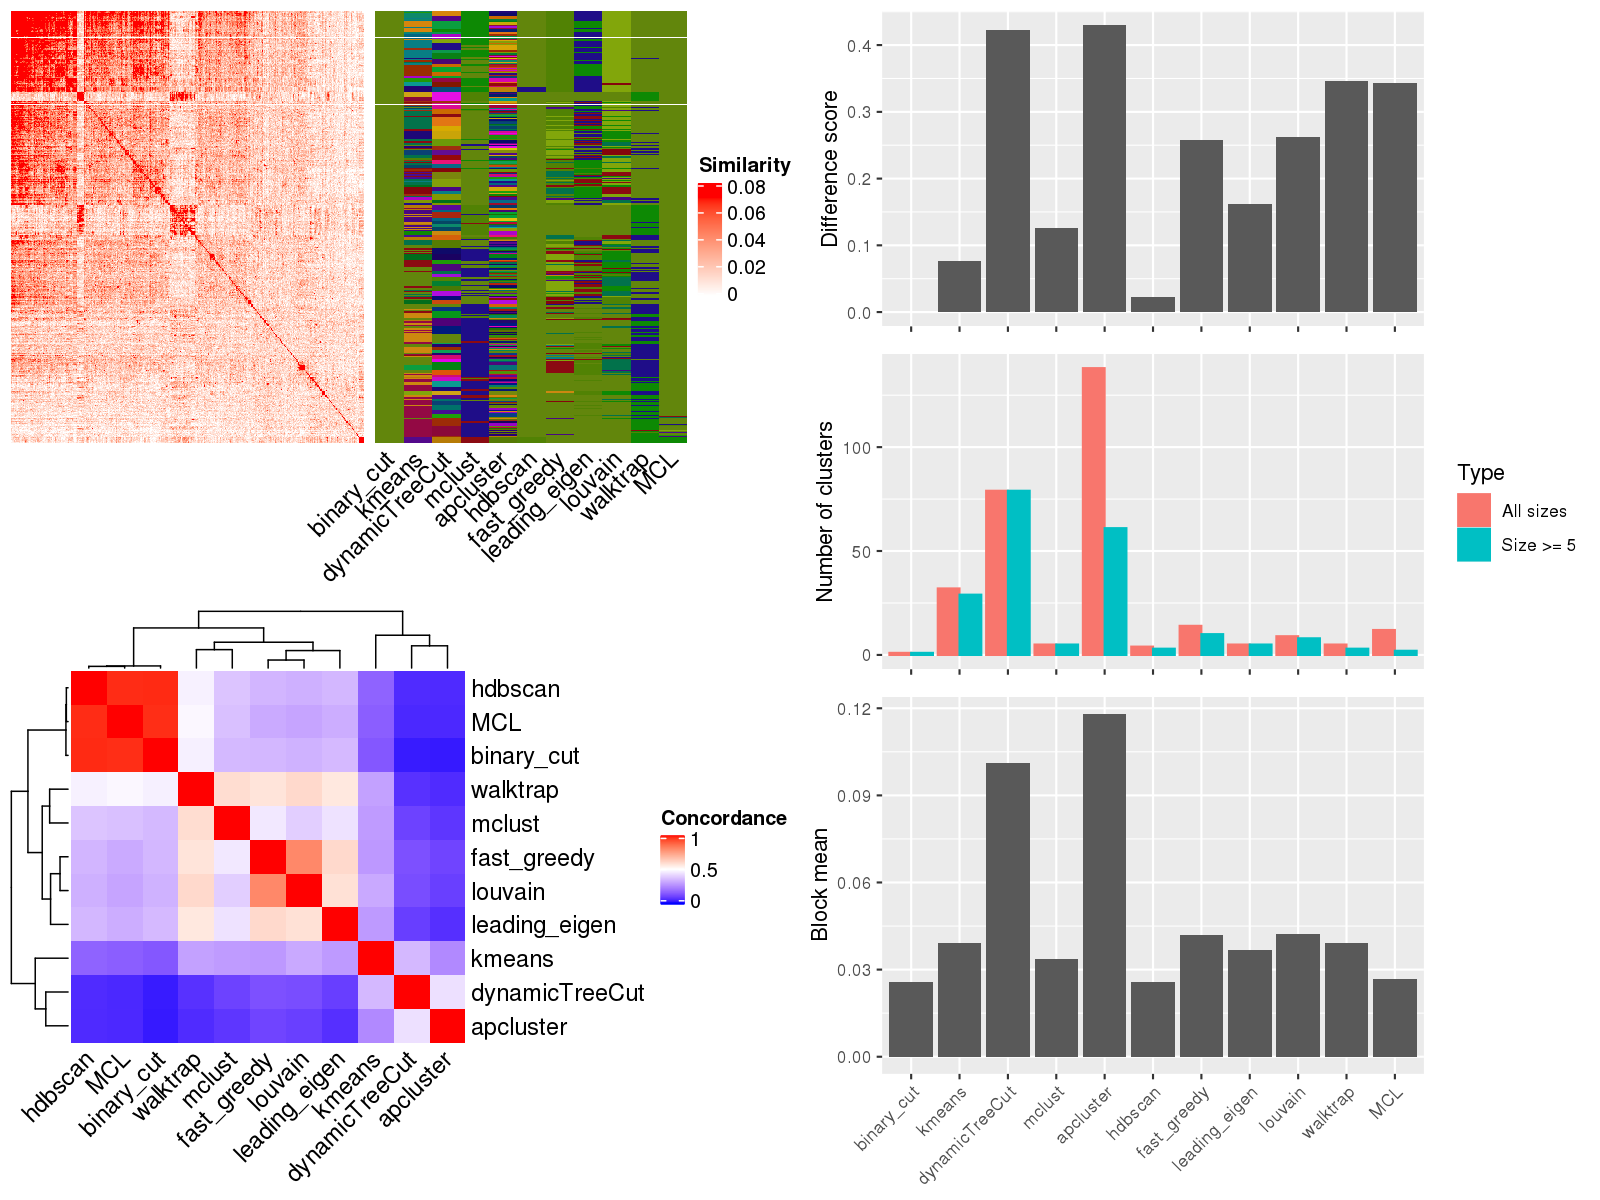 Similarity
0.08
0.06
0.04
0.02
0
binary_cut
kmeans
dynamicTreeCut
mclust
apcluster
hdbscan
fast_greedy
leading_eigen
louvain
walktrap
MCL
hdbscan
MCL
binary_cut
walktrap
mclust
fast_greedy
louvain
leading_eigen
kmeans
dynamicTreeCut
apcluster
Concordance
1
0.5
0
hdbscan
MCL
binary_cut
walktrap
mclust
fast_greedy
louvain
leading_eigen
kmeans
dynamicTreeCut
apcluster
Difference score
0.4
0.3
0.2
0.1
0.0
Number of clusters
100
50
0
Type
All sizes
Size >= 5
Block mean
0.12
0.09
0.06
0.03
0.00
binary_cut
kmeans
dynamicTreeCut
mclust
apcluster
hdbscan
fast_greedy
leading_eigen
louvain
walktrap
MCL